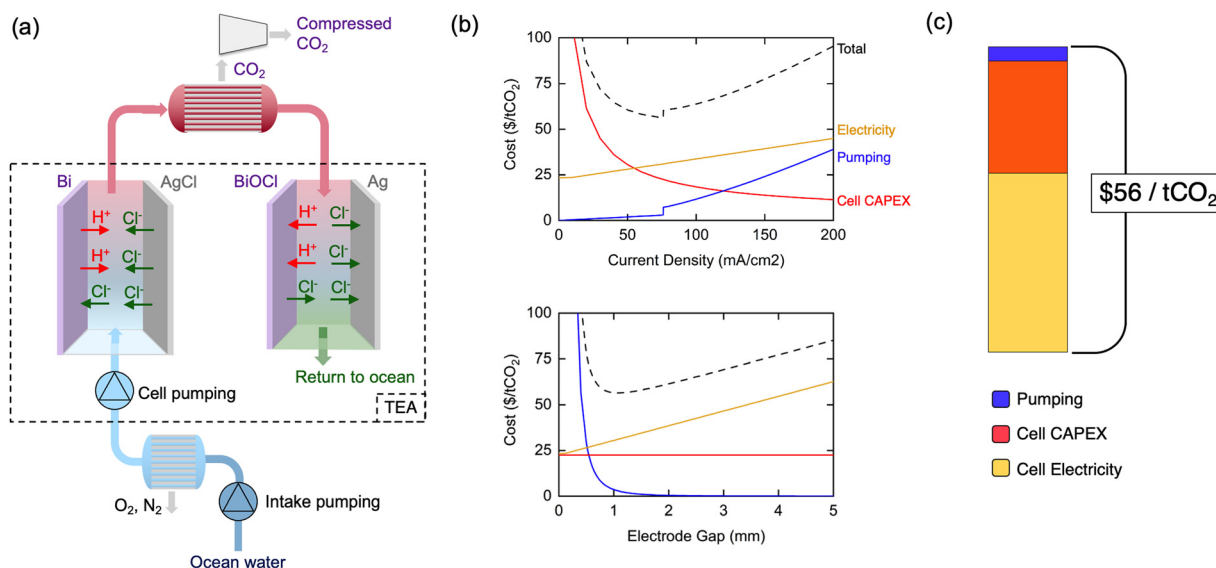 (a)
Compressed
CO₂
CO₂
Bi
AgCl
BiOCl
Ag
H⁺
Cl⁻
H⁺
Cl⁻
H⁺
Cl⁻
H⁺
Cl⁻
Cl⁻
Cl⁻
Cl⁻
Cl⁻
Return to ocean
Cell pumping
TEA
O₂, N₂
Intake pumping
Ocean water
(b)
100
75
50
25
0
Cost ($/tCO₂)
Total
Electricity
Pumping
Cell CAPEX
0
50
100
150
200
Current Density (mA/cm2)
100
75
50
25
0
Cost ($/tCO₂)
0
1
2
3
4
5
Electrode Gap (mm)
(c)
$56 / tCO₂
Pumping
Cell CAPEX
Cell Electricity